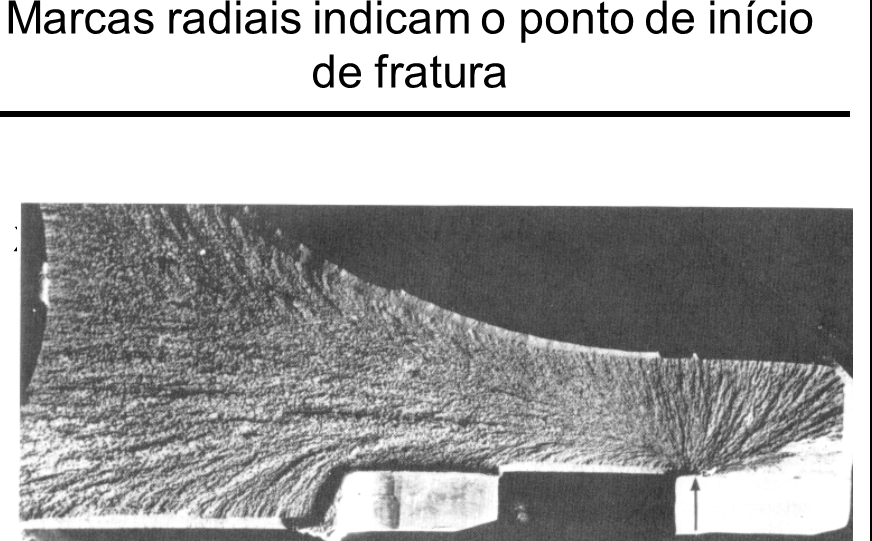 Marcas radiais indicam o ponto de início
de fratura